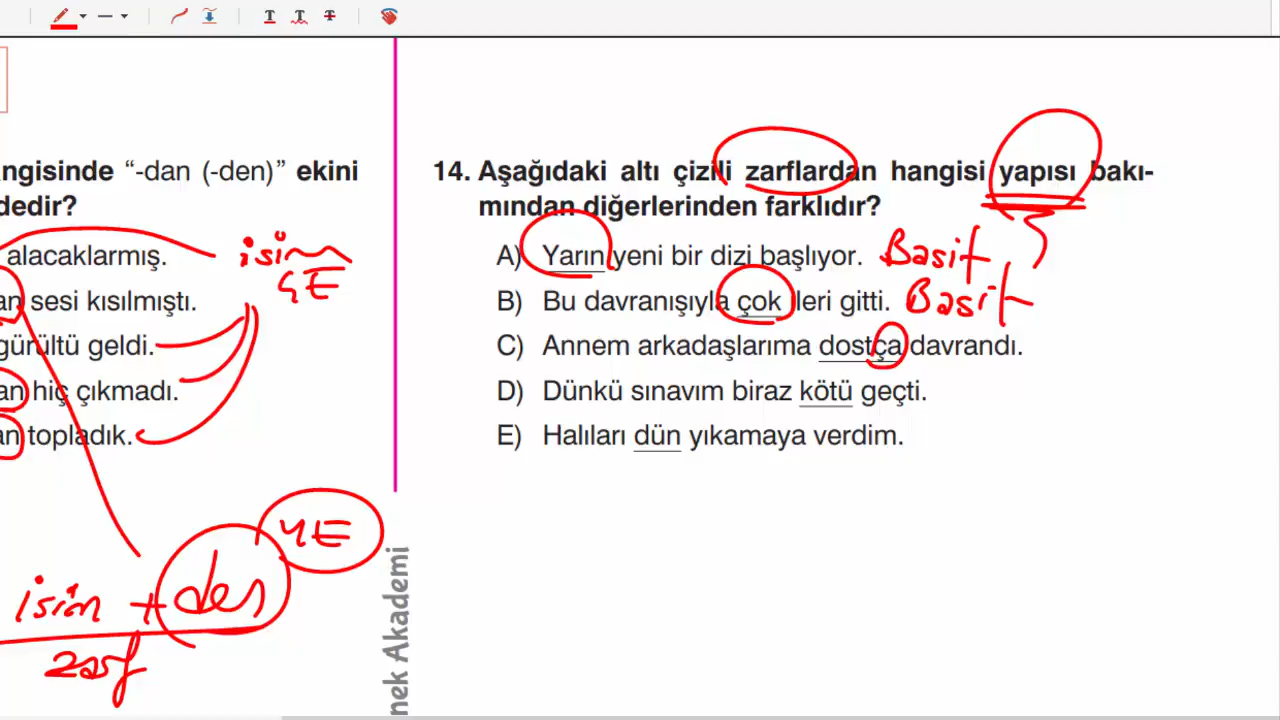 ngisinde “-dan (-den)” ekini
dedir?
alacaklarmış.
an sesi kısılmıştı.
gürültü geldi.
an hiç çıkmadı.
an topladık.
isim
ÇE
YE
isim + den
zarf
nek Akademi
14. Aşağıdaki altı çizili zarflardan hangisi yapısı bakı-
mından diğerlerinden farklıdır?
A) Yarın yeni bir dizi başlıyor. Basit
B) Bu davranışıyla çok ileri gitti. Basit
C) Annem arkadaşlarıma dostça davrandı.
D) Dünkü sınavım biraz kötü geçti.
E) Halıları dün yıkamaya verdim.